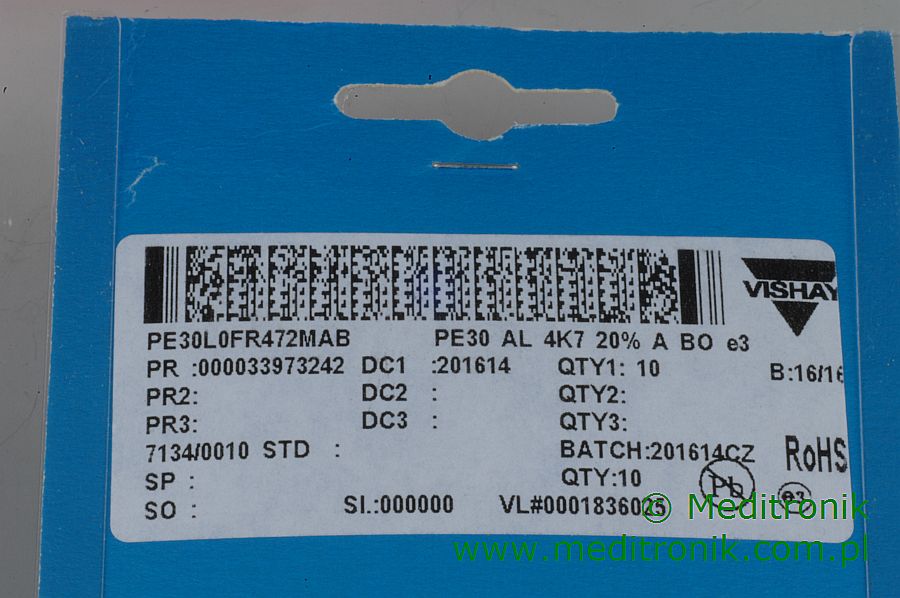 VISHAY
PE30L0FR472MAB PE30 AL 4K7 20% A BO e3
PR :000033973242 DC1 :201614 QTY1: 10 B:16/16
PR2: DC2 : QTY2:
PR3: DC3 : QTY3:
7134/0010 STD : BATCH:201614CZ RoHS
SP : QTY:10 Pb e3
SO : SI.:000000 VL#0001836025
© Meditronik
www.meditronik.com.pl